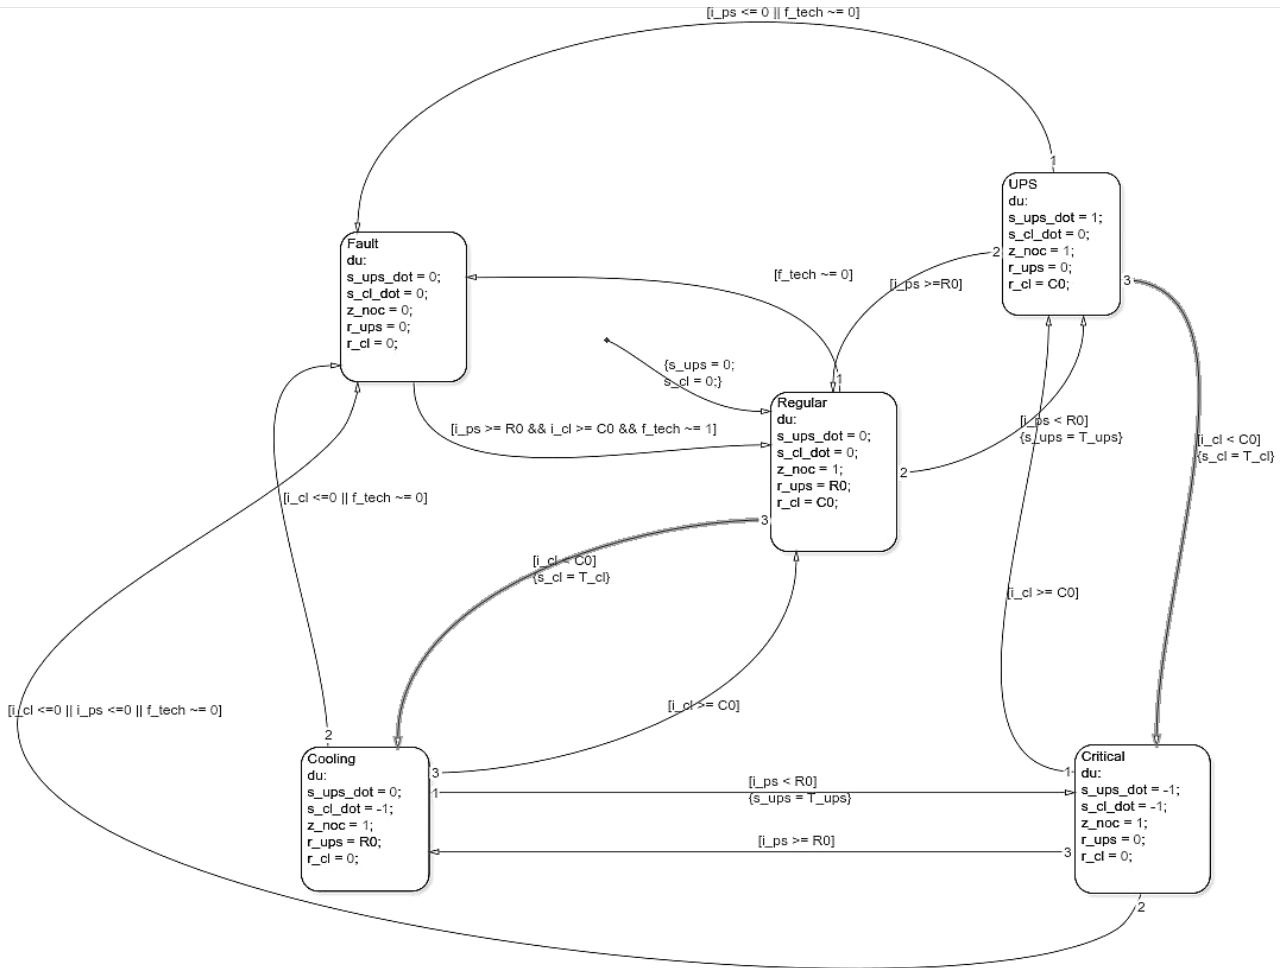 [i_ps <= 0 || f_tech ~= 0]
1
UPS
du:
s_ups_dot = 1;
s_cl_dot = 0;
z_noc = 1;
r_ups = 0;
r_cl = C0;
2
3
Fault
du:
s_ups_dot = 0;
s_cl_dot = 0;
z_noc = 0;
r_ups = 0;
r_cl = 0;
[f_tech ~= 0]
[i_ps >=R0]
{s_ups = 0;
s_cl = 0;}
1
Regular
du:
s_ups_dot = 0;
s_cl_dot = 0;
z_noc = 1;
r_ups = R0;
r_cl = C0;
2
3
[i_ps >= R0 && i_cl >= C0 && f_tech ~= 1]
[i_ps < R0]
{s_ups = T_ups}
[i_cl < C0]
{s_cl = T_cl}
[i_cl <=0 || f_tech ~= 0]
[i_cl < C0]
{s_cl = T_cl}
[i_cl >= C0]
[i_cl <=0 || i_ps <=0 || f_tech ~= 0]
[i_cl >= C0]
2
Cooling
du:
s_ups_dot = 0;
s_cl_dot = -1;
z_noc = 1;
r_ups = R0;
r_cl = 0;
3
1
[i_ps < R0]
{s_ups = T_ups}
[i_ps >= R0]
1
Critical
du:
s_ups_dot = -1;
s_cl_dot = -1;
z_noc = 1;
r_ups = 0;
r_cl = 0;
3
2